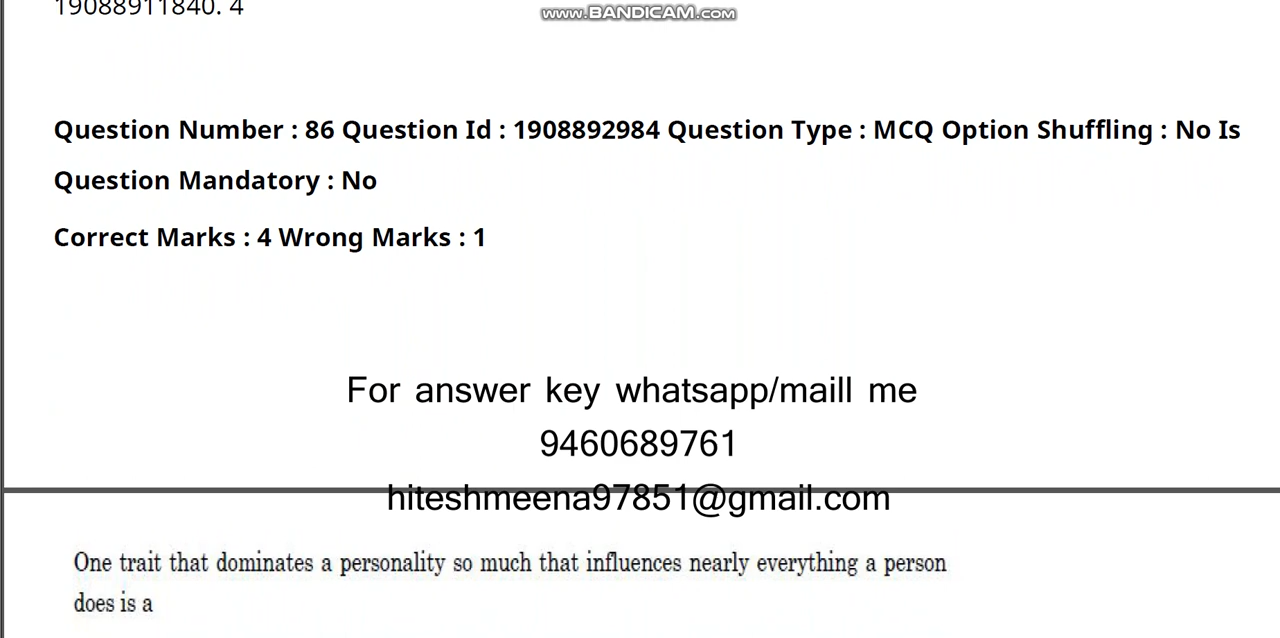 19088911840. 4
www.BANDICAM.com
Question Number : 86 Question Id : 1908892984 Question Type : MCQ Option Shuffling : No Is
Question Mandatory : No
Correct Marks : 4 Wrong Marks : 1
For answer key whatsapp/maill me
9460689761
hiteshmeena97851@gmail.com
One trait that dominates a personality so much that influences nearly everything a person
does is a